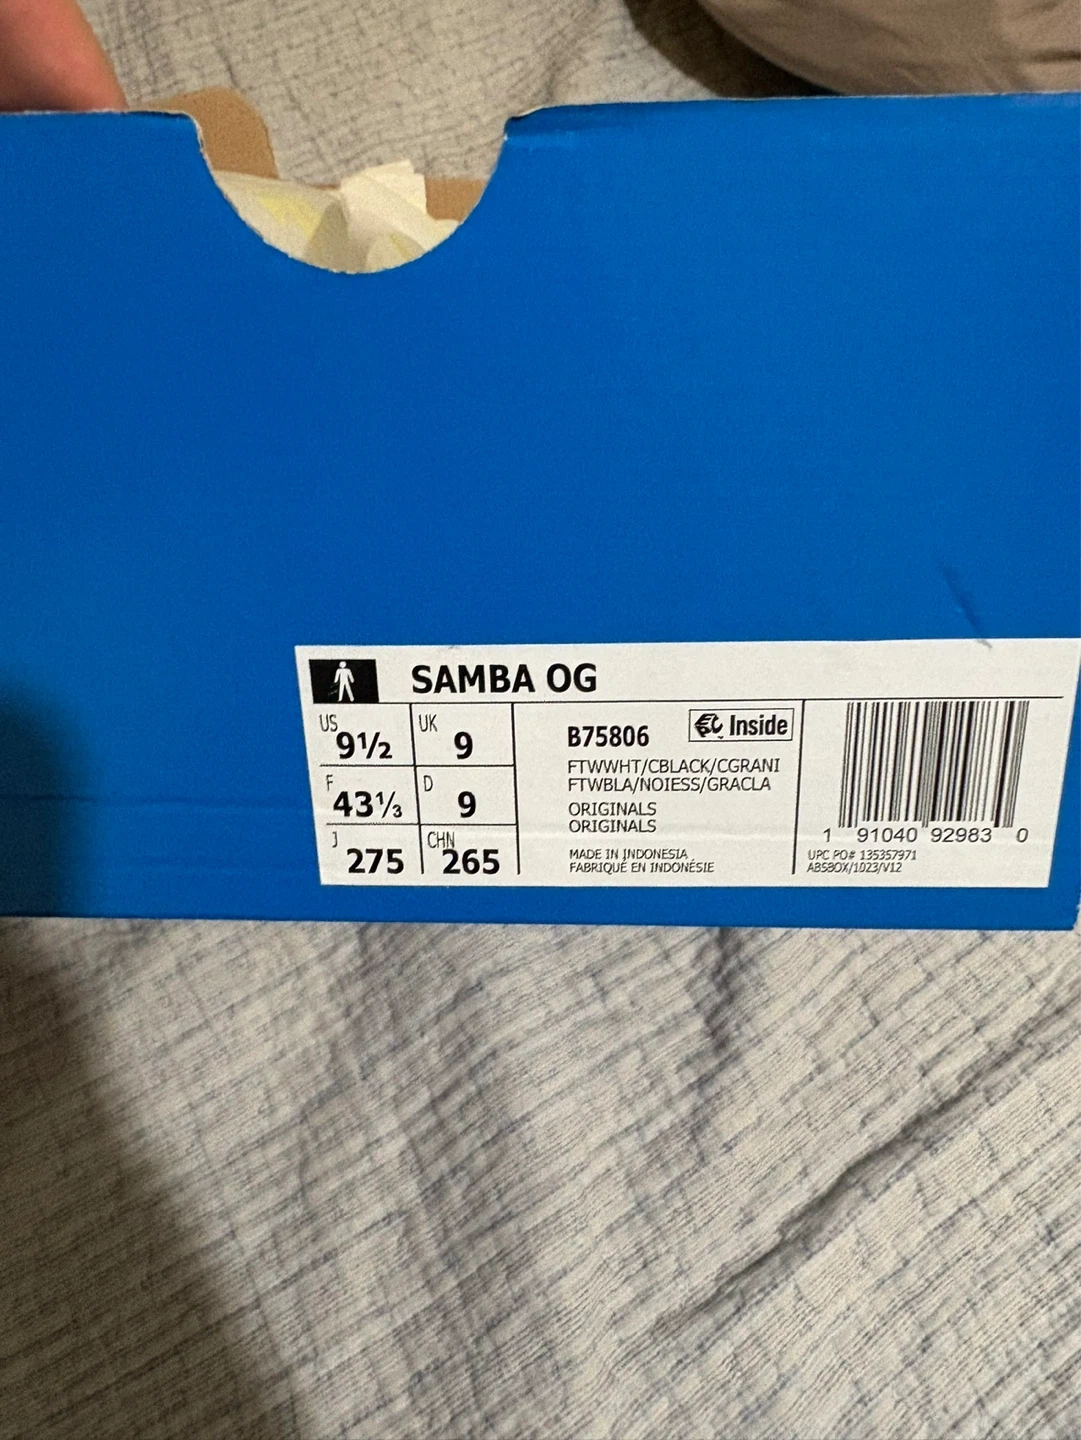 SAMBA OG
US 9½ UK 9
F 43⅓ D 9
J 275 CHN 265
B75806 Inside
FTWWHT/CBLACK/CGRANI
FTWBLA/NOIESS/GRACLA
ORIGINALS
ORIGINALS
MADE IN INDONESIA
FABRIQUÉ EN INDONÉSIE
1 91040 92983 0
UPC PO# 135357971
ABSBOX/1023/V12